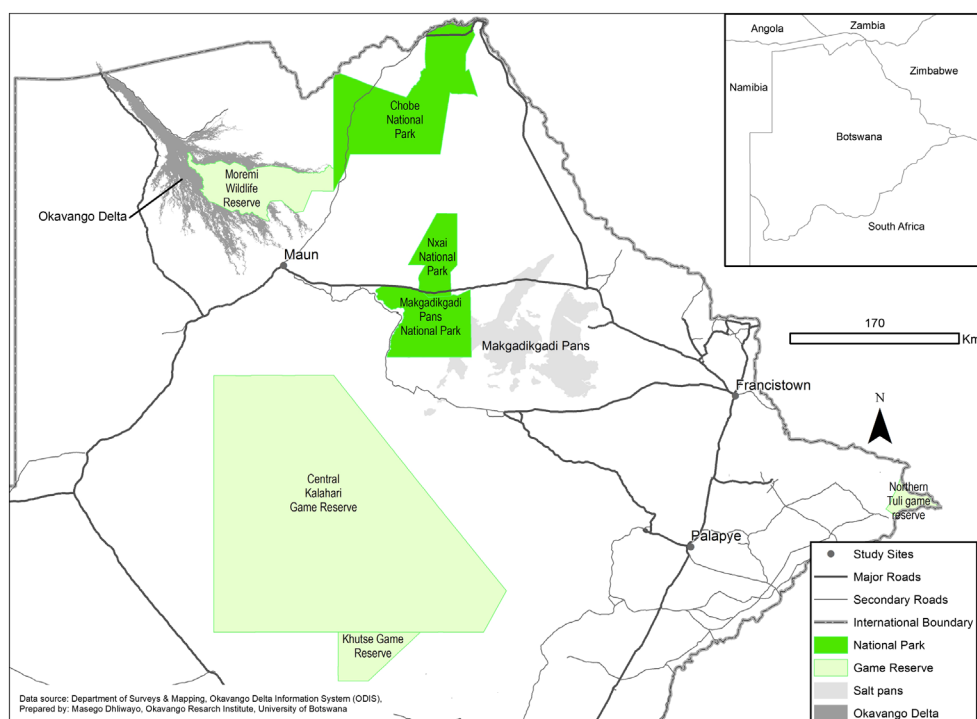 Angola
Zambia
Namibia
Zimbabwe
Botswana
South Africa
Chobe
National
Park
Moremi
Wildlife
Reserve
Okavango Delta
Maun
Nxai
National
Park
Makgadikgadi
Pans
National Park
Makgadikgadi Pans
170
Km
Francistown
N
Central
Kalahari
Game Reserve
Northern
Tuli game
reserve
Palapye
Khutse Game
Reserve
Study Sites
Major Roads
Secondary Roads
International Boundary
National Park
Game Reserve
Salt pans
Okavango Delta
Data source: Department of Surveys & Mapping, Okavango Delta Information System (ODIS),
Prepared by: Masego Dhliwayo, Okavango Resarch Institute, University of Botswana